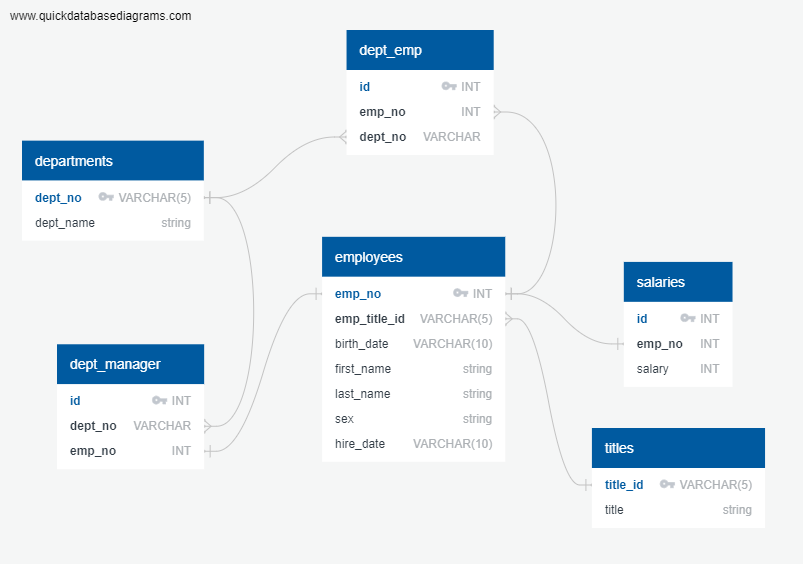 www.quickdatabasediagrams.com
dept_emp
id INT
emp_no INT
dept_no VARCHAR
departments
dept_no VARCHAR(5)
dept_name string
employees
emp_no INT
emp_title_id VARCHAR(5)
birth_date VARCHAR(10)
first_name string
last_name string
sex string
hire_date VARCHAR(10)
salaries
id INT
emp_no INT
salary INT
dept_manager
id INT
dept_no VARCHAR
emp_no INT
titles
title_id VARCHAR(5)
title string